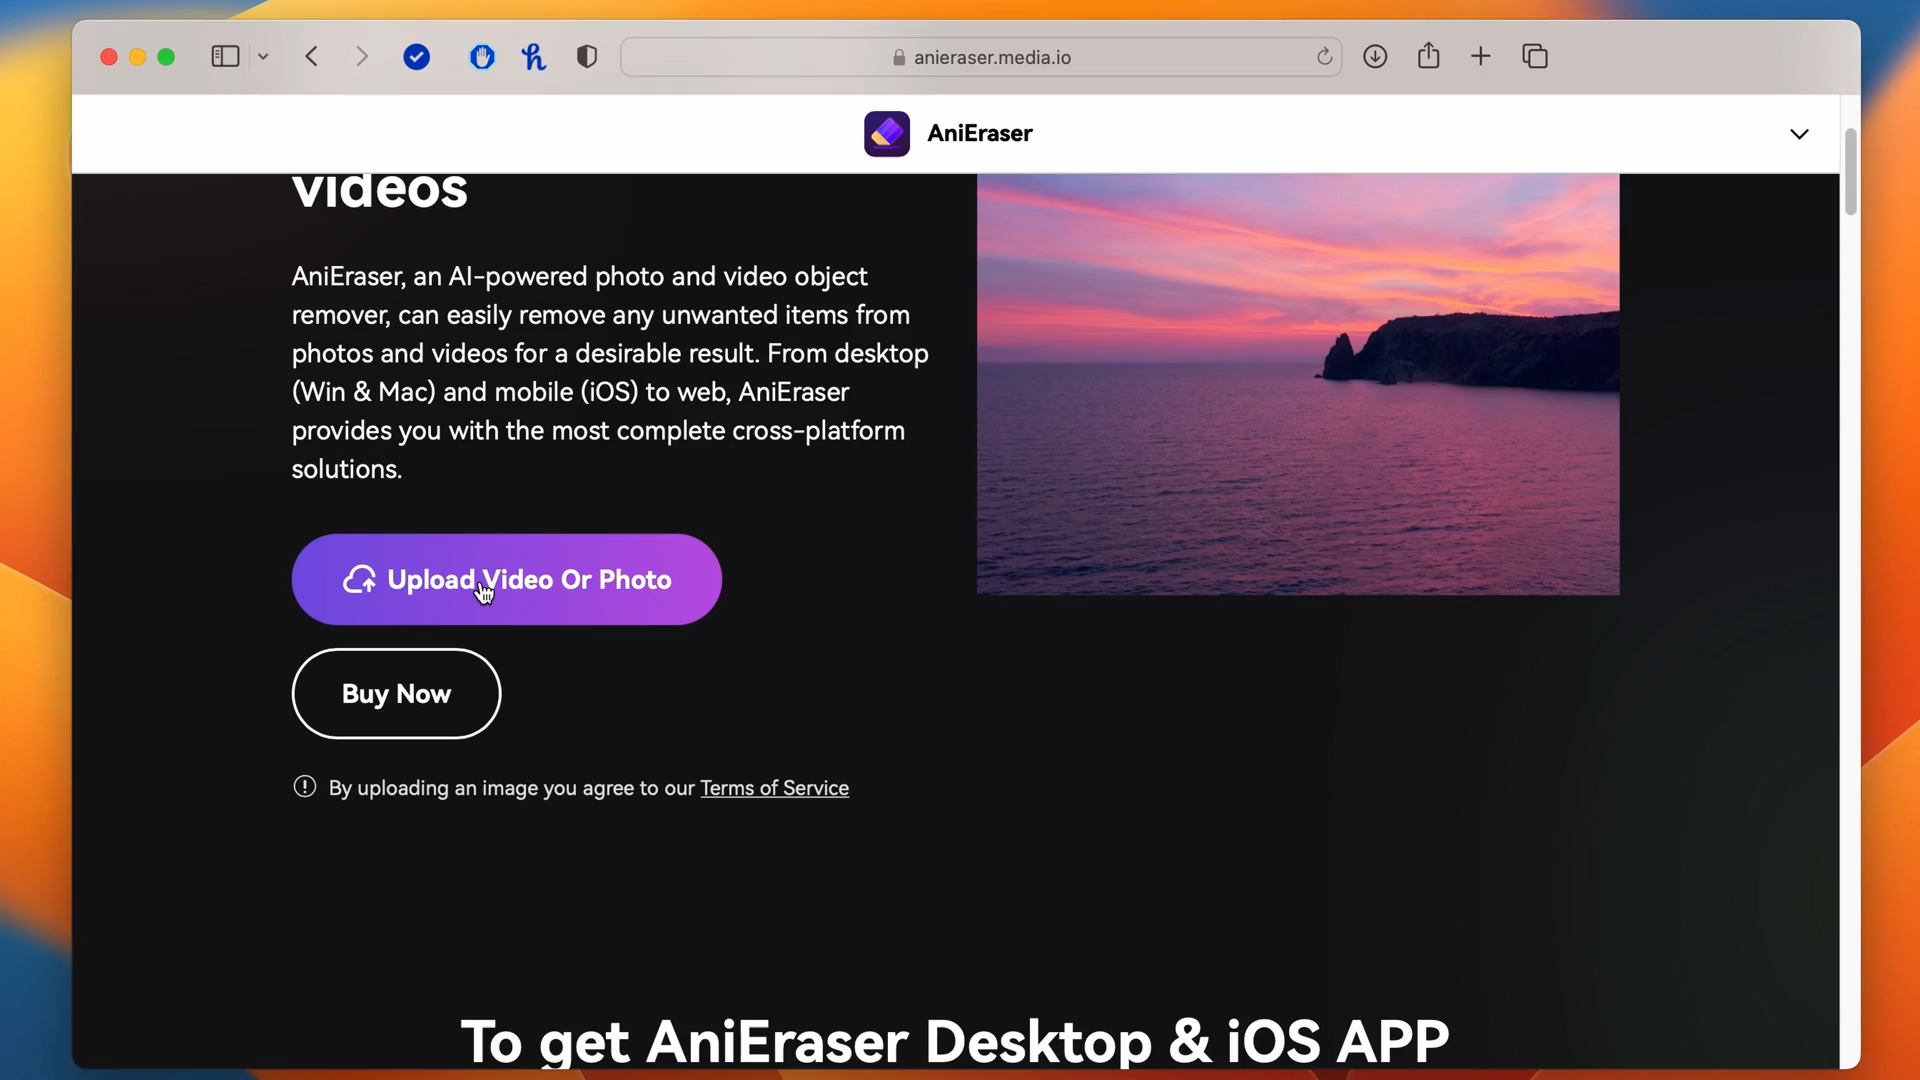 anieraser.media.io
AniEraser
videos
AniEraser, an AI-powered photo and video object
remover, can easily remove any unwanted items from
photos and videos for a desirable result. From desktop
(Win & Mac) and mobile (iOS) to web, AniEraser
provides you with the most complete cross-platform
solutions.
Upload Video Or Photo
Buy Now
By uploading an image you agree to our Terms of Service
To get AniEraser Desktop & iOS APP